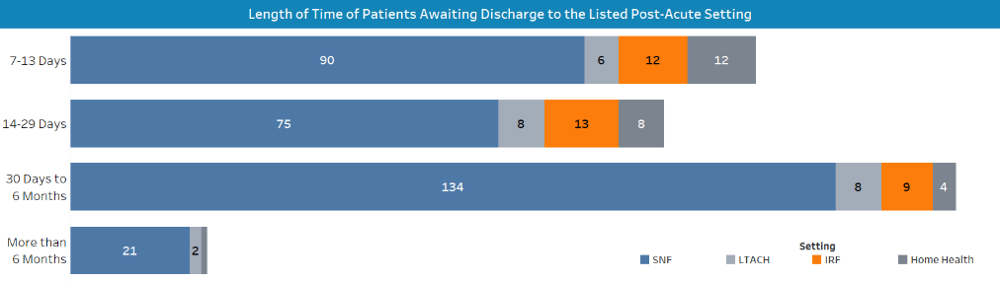 Length of Time of Patients Awaiting Discharge to the Listed Post-Acute Setting
7-13 Days
90
6
12
12
14-29 Days
75
8
13
8
30 Days to
6 Months
134
8
9
4
More than
6 Months
21
2
Setting
SNF
LTACH
IRF
Home Health